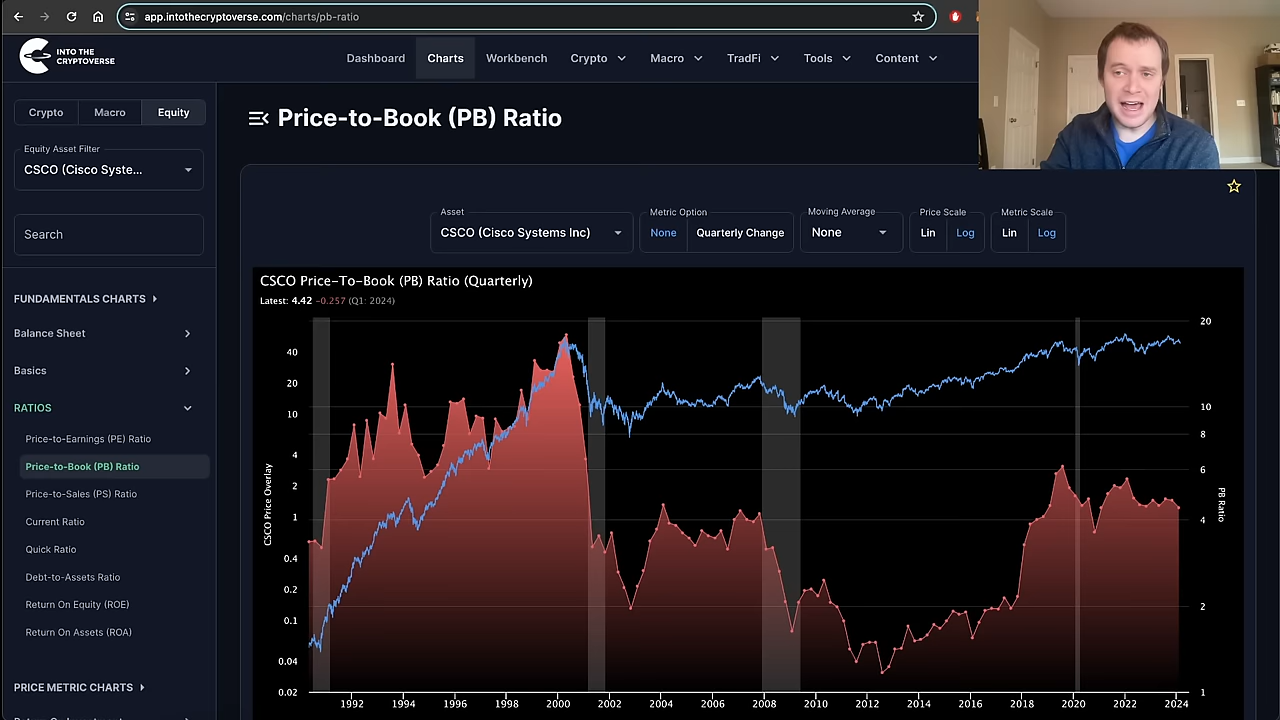 app.intothecryptoverse.com/charts/pb-ratio
INTO THE
CRYPTOVERSE
Dashboard
Charts
Workbench
Crypto
Macro
TradFi
Tools
Content
Crypto
Macro
Equity
Equity Asset Filter
CSCO (Cisco Syste...
Search
FUNDAMENTALS CHARTS
Balance Sheet
Basics
RATIOS
Price-to-Earnings (PE) Ratio
Price-to-Book (PB) Ratio
Price-to-Sales (PS) Ratio
Current Ratio
Quick Ratio
Debt-to-Assets Ratio
Return On Equity (ROE)
Return On Assets (ROA)
PRICE METRIC CHARTS
Price-to-Book (PB) Ratio
Asset
CSCO (Cisco Systems Inc)
Metric Option
None
Quarterly Change
Moving Average
None
Price Scale
Lin
Log
Metric Scale
Lin
Log
CSCO Price-To-Book (PB) Ratio (Quarterly)
Latest: 4.42 -0.257 (Q1: 2024)
CSCO Price Overlay
40
20
10
4
2
1
0.4
0.2
0.1
0.04
0.02
20
10
8
6
4
2
1
PB Ratio
1992
1994
1996
1998
2000
2002
2004
2006
2008
2010
2012
2014
2016
2018
2020
2022
2024